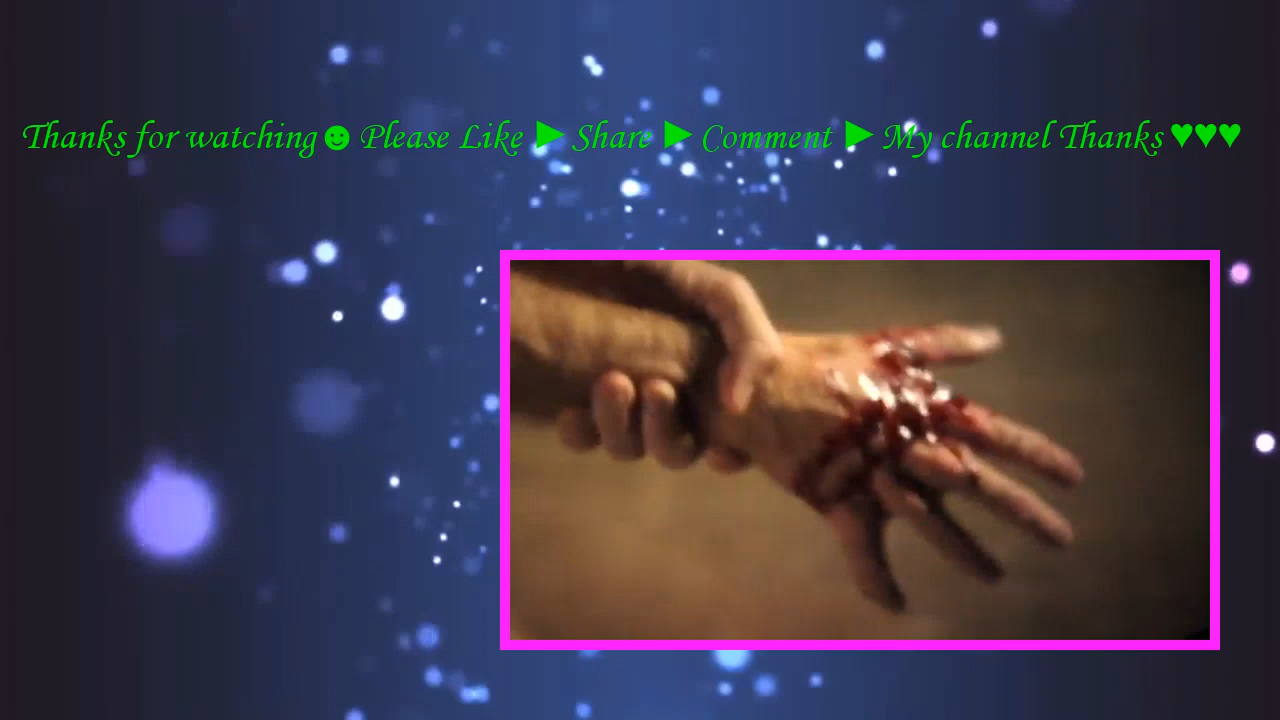 Thanks for watching☻Please Like ► Share ► Comment ► My channel Thanks ♥♥♥